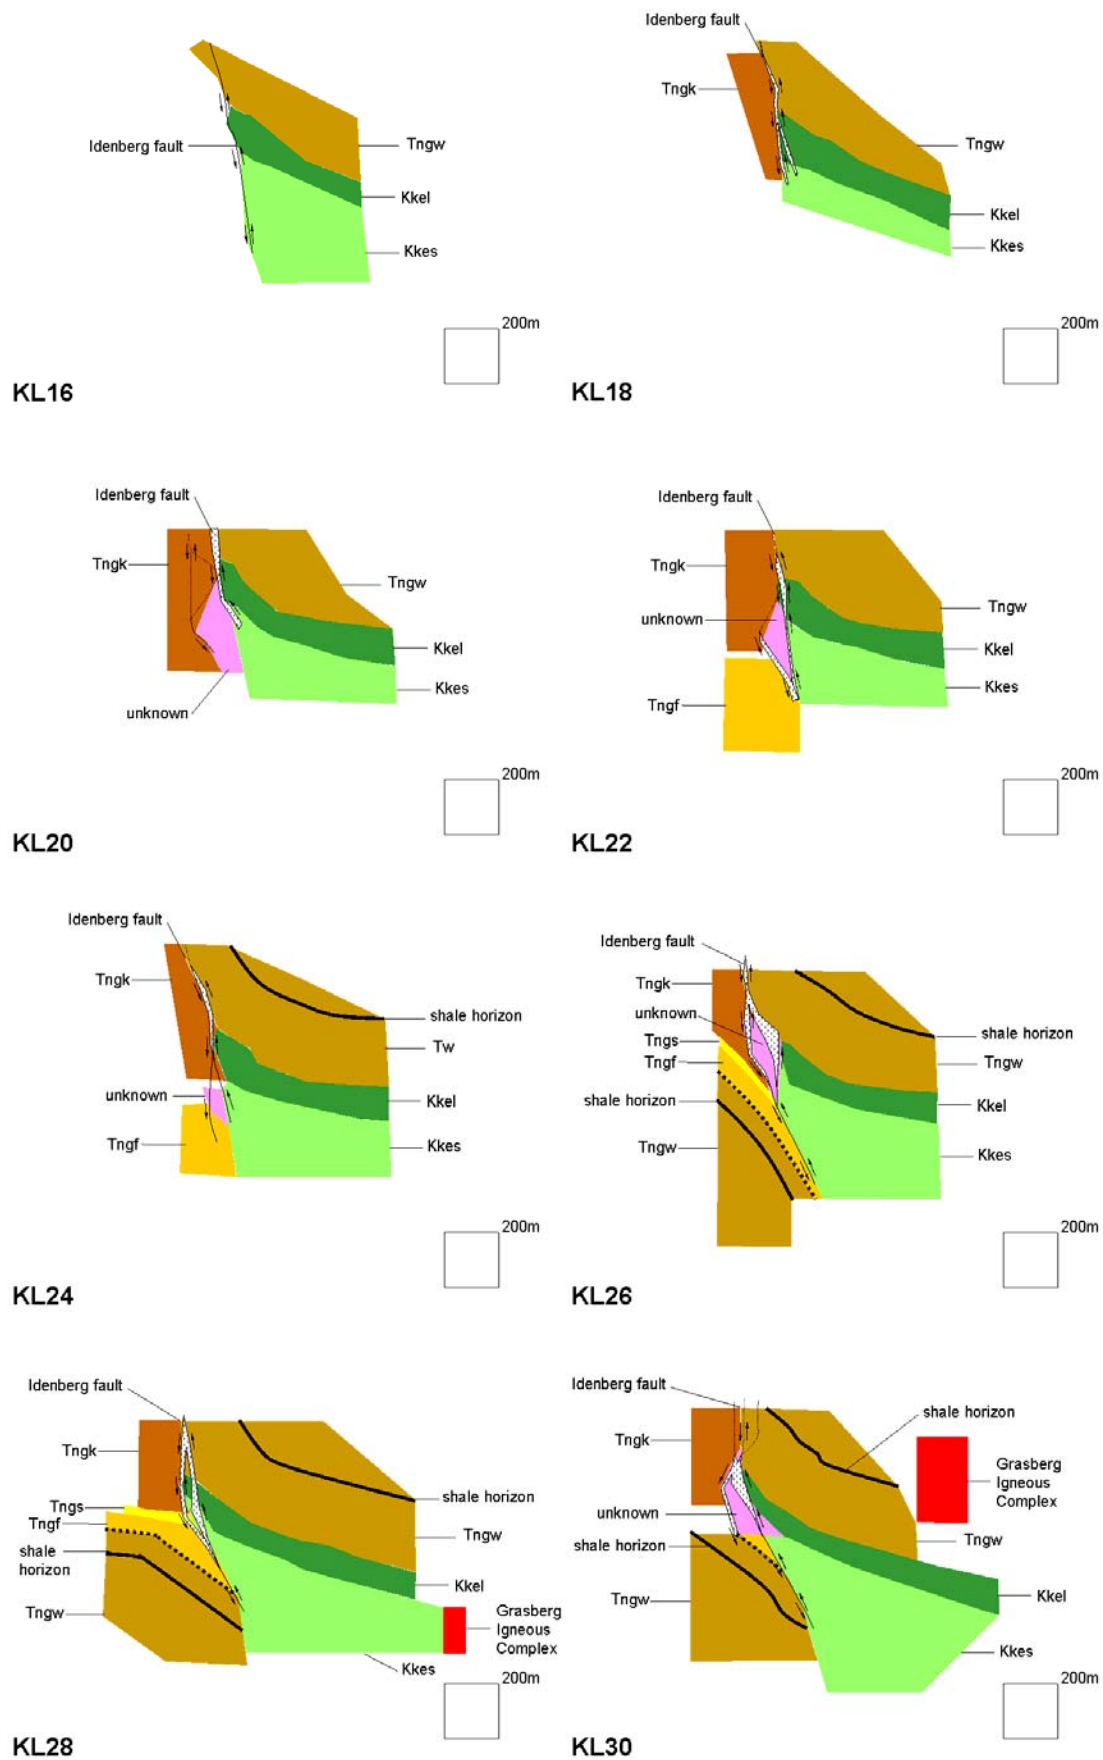 Idenberg fault
Tngw
Kkel
Kkes
200m
KL16
Idenberg fault
Tngk
Tngw
Kkel
Kkes
200m
KL18
Idenberg fault
Tngk
Tngw
Kkel
Kkes
unknown
200m
KL20
Idenberg fault
Tngk
unknown
Tngw
Kkel
Kkes
Tngf
200m
KL22
Idenberg fault
Tngk
shale horizon
Tw
unknown
Kkel
Tngf
Kkes
200m
KL24
Idenberg fault
Tngk
unknown
shale horizon
Tngs
Tngf
Tngw
shale horizon
Kkel
Tngw
Kkes
200m
KL26
Idenberg fault
Tngk
shale horizon
Tngs
Tngf
Tngw
shale
horizon
Kkel
Tngw
Grasberg
Igneous
Complex
Kkes
200m
KL28
Idenberg fault
shale horizon
Tngk
Grasberg
Igneous
Complex
unknown
Tngw
shale horizon
Kkel
Tngw
Kkes
200m
KL30